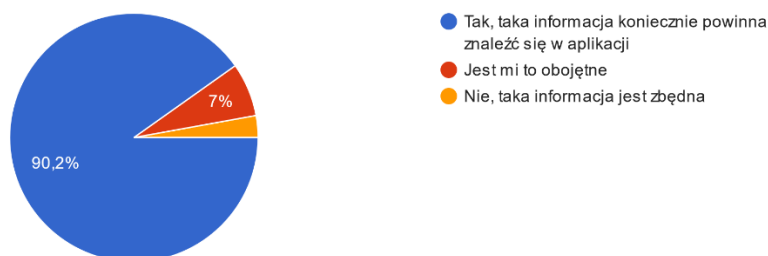 Tak, taka informacja koniecznie powinna
znaleźć się w aplikacji
Jest mi to obojętne
Nie, taka informacja jest zbędna
7%
90,2%